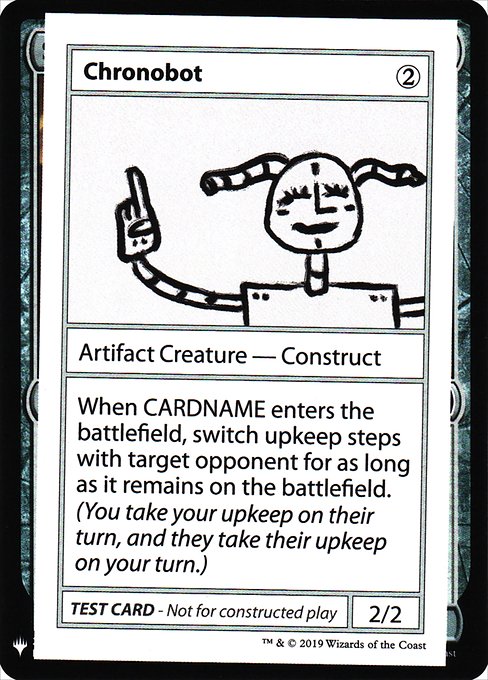 Chronobot
2
Artifact Creature — Construct
When CARDNAME enters the
battlefield, switch upkeep steps
with target opponent for as long
as it remains on the battlefield.
(You take your upkeep on their
turn, and they take their upkeep
on your turn.)
TEST CARD - Not for constructed play
2/2
™ & © 2019 Wizards of the Coast